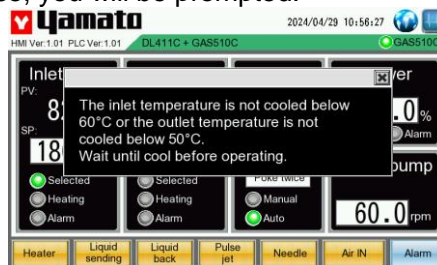 , you will be prompted.
Yamato
2024/04/29 10:56:27
HMI Ver:1.01 PLC Ver:1.01
DL411C + GAS510C
GAS510C
Inlet
PV:
8
SP:
18
The inlet temperature is not cooled below
60°C or the outlet temperature is not
cooled below 50°C.
Wait until cool before operating.
.0 %
Alarm
Selected
Heating
Alarm
Selected
Heating
Alarm
Poke twice
Manual
Auto
60.0 rpm
Heater
Liquid sending
Liquid back
Pulse jet
Needle
Air IN
Alarm